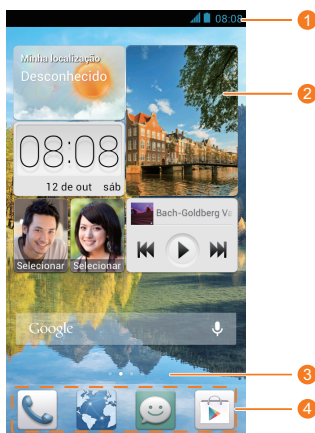 08:08
1
Minha localização
Desconhecido
2
08:08
12 de out sáb
Bach-Goldberg Va
Selecionar Selecionar
Google
3
4